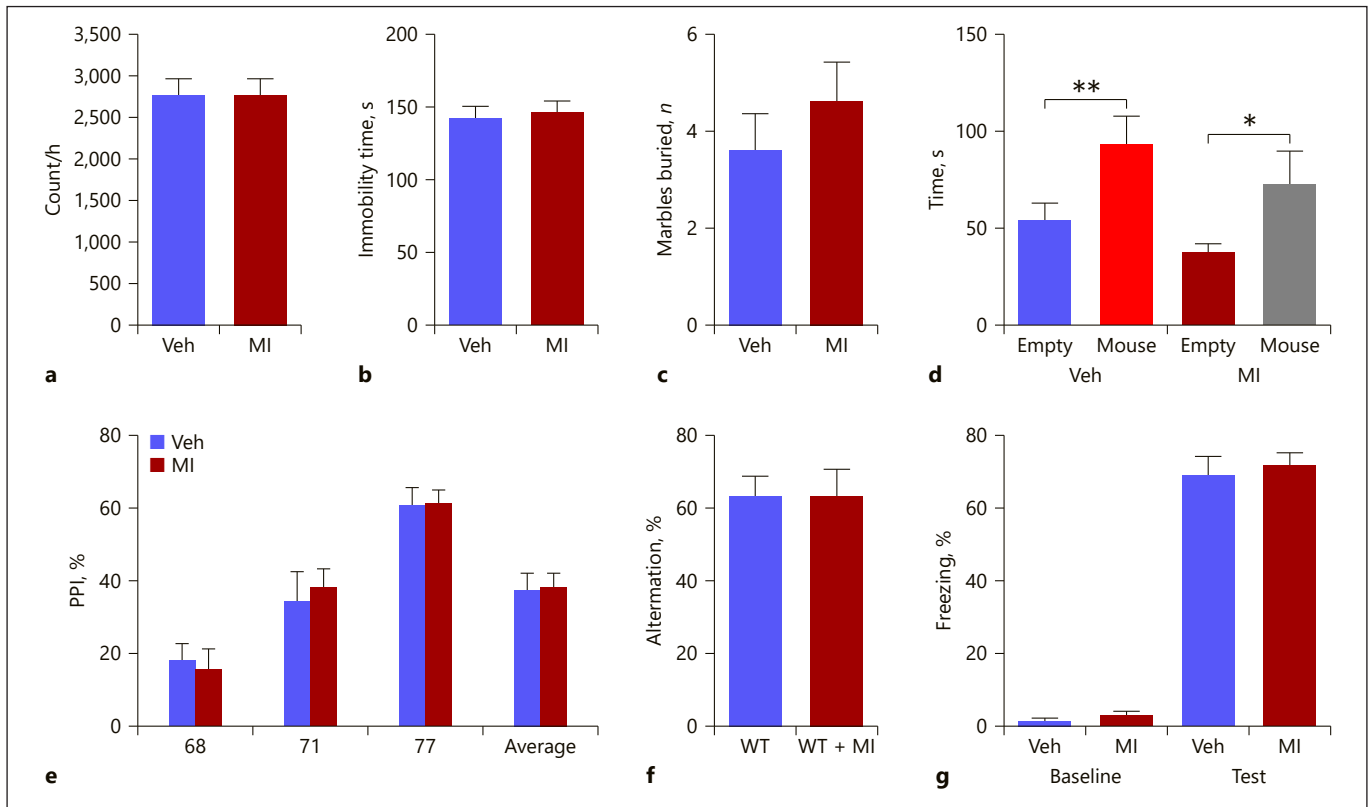 3,500
3,000
2,500
2,000
1,500
1,000
500
0
Count/h
Veh MI
a
200
150
100
50
0
Immobility time, s
Veh MI
b
6
4
2
0
Marbles buried, n
Veh MI
c
150
100
50
0
Time, s
** *
Empty Mouse Empty Mouse
Veh MI
d
80
60
40
20
0
PPI, %
Veh
MI
68 71 77 Average
e
80
60
40
20
0
Altermation, %
WT WT + MI
f
80
60
40
20
0
Freezing, %
Veh MI Veh MI
Baseline Test
g